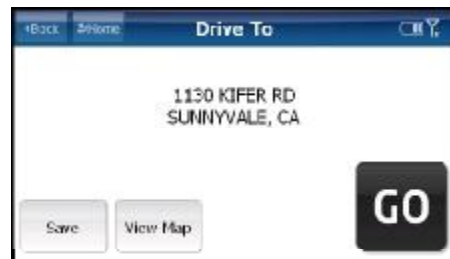 Back Home Drive To
1130 KIFER RD
SUNNYVALE, CA
Save View Map GO